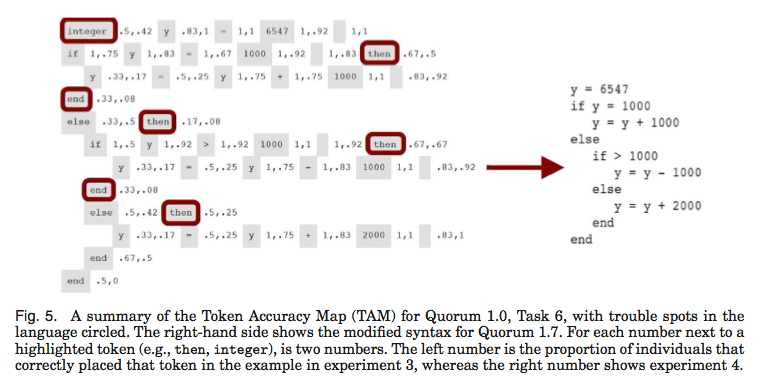 integer .5,.42 y .83,1 = 1,1 6547 1,.92 1,1
if 1,.75 y 1,.83 = 1,.67 1000 1,.92 1,.83 then .67,.5
y .33,.17 = .5,.25 y 1,.75 + 1,.75 1000 1,1 .83,.92
end .33,.08
else .33,.5 then .17,.08
if 1,.5 y 1,.92 > 1,.92 1000 1,1 1,.92 then .67,.67
y .33,.17 = .5,.25 y 1,.75 - 1,.83 1000 1,1 .83,.92
end .33,.08
else .5,.42 then .5,.25
y .33,.17 = .5,.25 y 1,.75 + 1,.83 2000 1,1 .83,1
end .67,.5
end .5,0
y = 6547
if y = 1000
y = y + 1000
else
if > 1000
y = y - 1000
else
y = y + 2000
end
end
Fig. 5. A summary of the Token Accuracy Map (TAM) for Quorum 1.0, Task 6, with trouble spots in the
language circled. The right-hand side shows the modified syntax for Quorum 1.7. For each number next to a
highlighted token (e.g., then, integer), is two numbers. The left number is the proportion of individuals that
correctly placed that token in the example in experiment 3, whereas the right number shows experiment 4.